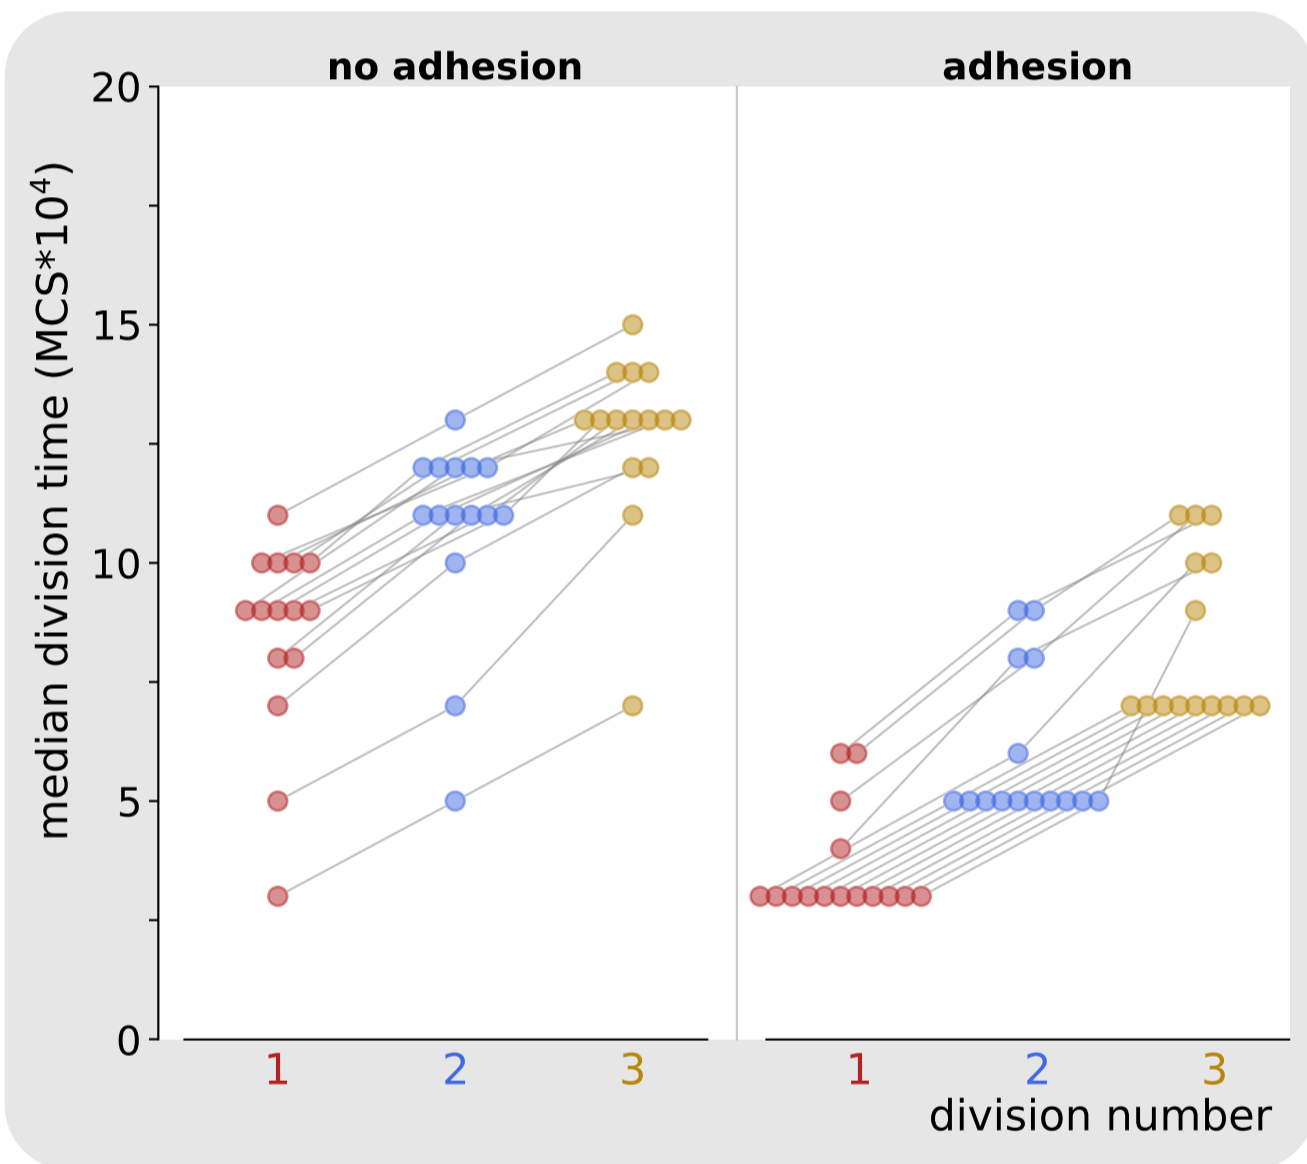 no adhesion
adhesion
median division time (MCS*10⁴)
20
15
10
5
0
1 2 3
1 2 3
division number